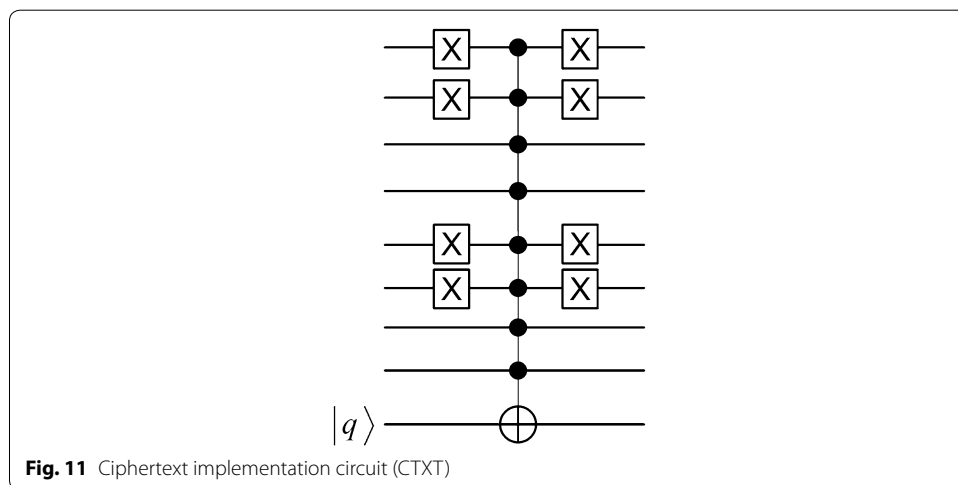 X X
X X
X X
X X
|q⟩
Fig. 11 Ciphertext implementation circuit (CTXT)